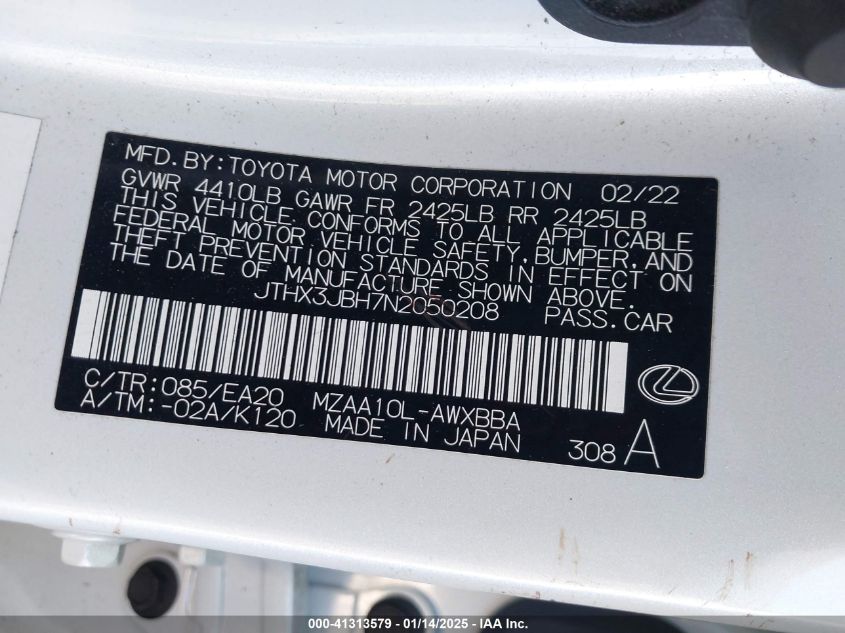 MFD.BY:TOYOTA MOTOR CORPORATION 02/22
GVWR 4410LB GAWR FR 2425LB RR 2425LB
THIS VEHICLE CONFORMS TO ALL APPLICABLE
FEDERAL MOTOR VEHICLE SAFETY,BUMPER,AND
THEFT PREVENTION STANDARDS IN EFFECT ON
THE DATE OF MANUFACTURE SHOWN ABOVE.
JTHX3JBH7N2050208 PASS.CAR
C/TR:085/EA20 MZAA10L-AWXBBA
A/TM:-02A/K120 MADE IN JAPAN 308 A
000-41313579 — 01/14/2025 — IAA Inc.